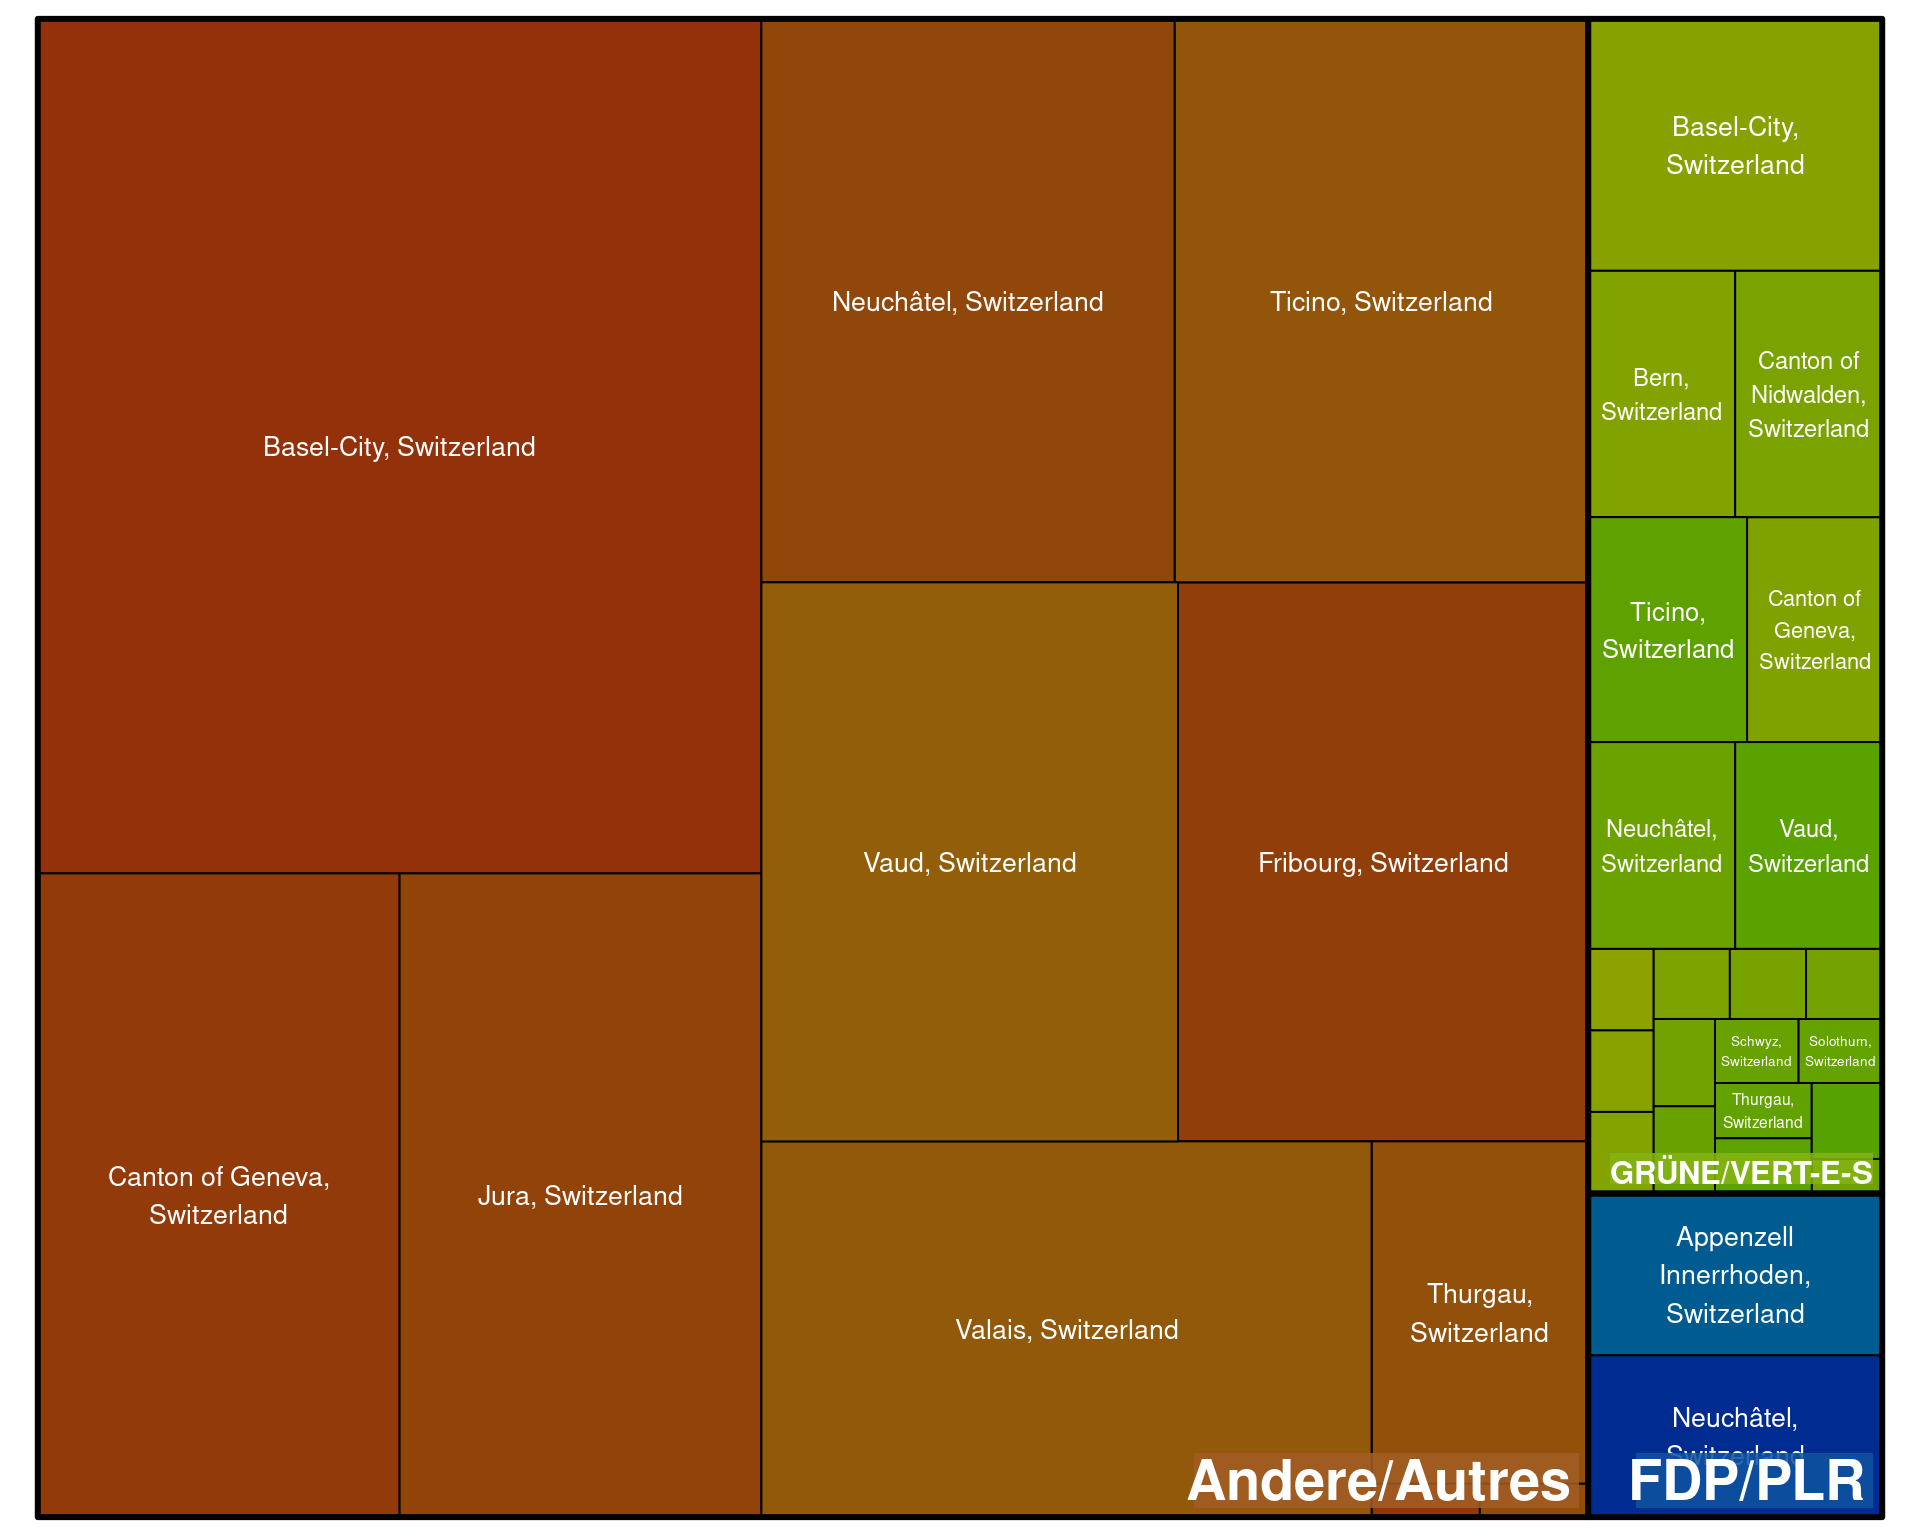 Basel-City, Switzerland
Canton of Geneva,
Switzerland
Jura, Switzerland
Neuchâtel, Switzerland
Ticino, Switzerland
Vaud, Switzerland
Fribourg, Switzerland
Valais, Switzerland
Thurgau,
Switzerland
Andere/Autres
Basel-City,
Switzerland
Bern,
Switzerland
Canton of
Nidwalden,
Switzerland
Ticino,
Switzerland
Canton of
Geneva,
Switzerland
Neuchâtel,
Switzerland
Vaud,
Switzerland
Schwyz,
Switzerland
Solothurn,
Switzerland
Thurgau,
Switzerland
GRÜNE/VERT-E-S
Appenzell
Innerrhoden,
Switzerland
Neuchâtel,
Switzerland
FDP/PLR